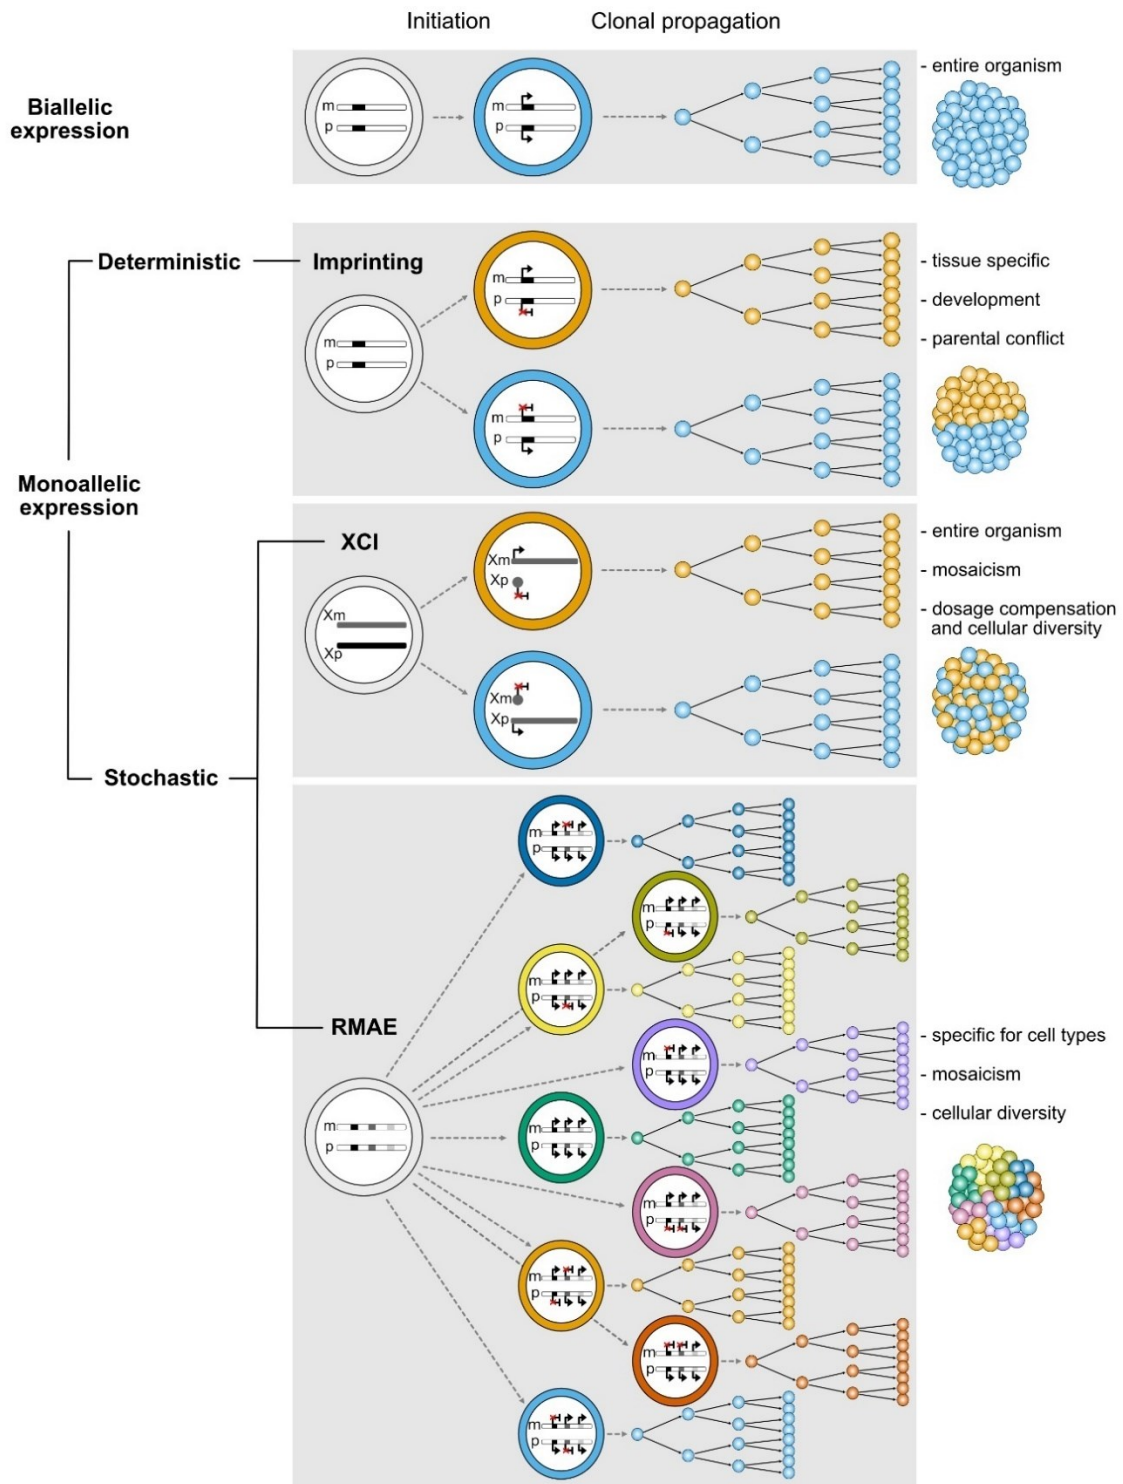 Initiation
Clonal propagation
Biallelic
expression
m
p
m
p
- entire organism
Deterministic
Imprinting
m
p
m
p
m
p
- tissue specific
- development
- parental conflict
Monoallelic
expression
XCI
Xm
Xp
Xm
Xp
Xm
Xp
- entire organism
- mosaicism
- dosage compensation
and cellular diversity
Stochastic
RMAE
m
p
m
p
m
p
m
p
m
p
m
p
m
p
m
p
m
p
m
p
- specific for cell types
- mosaicism
- cellular diversity